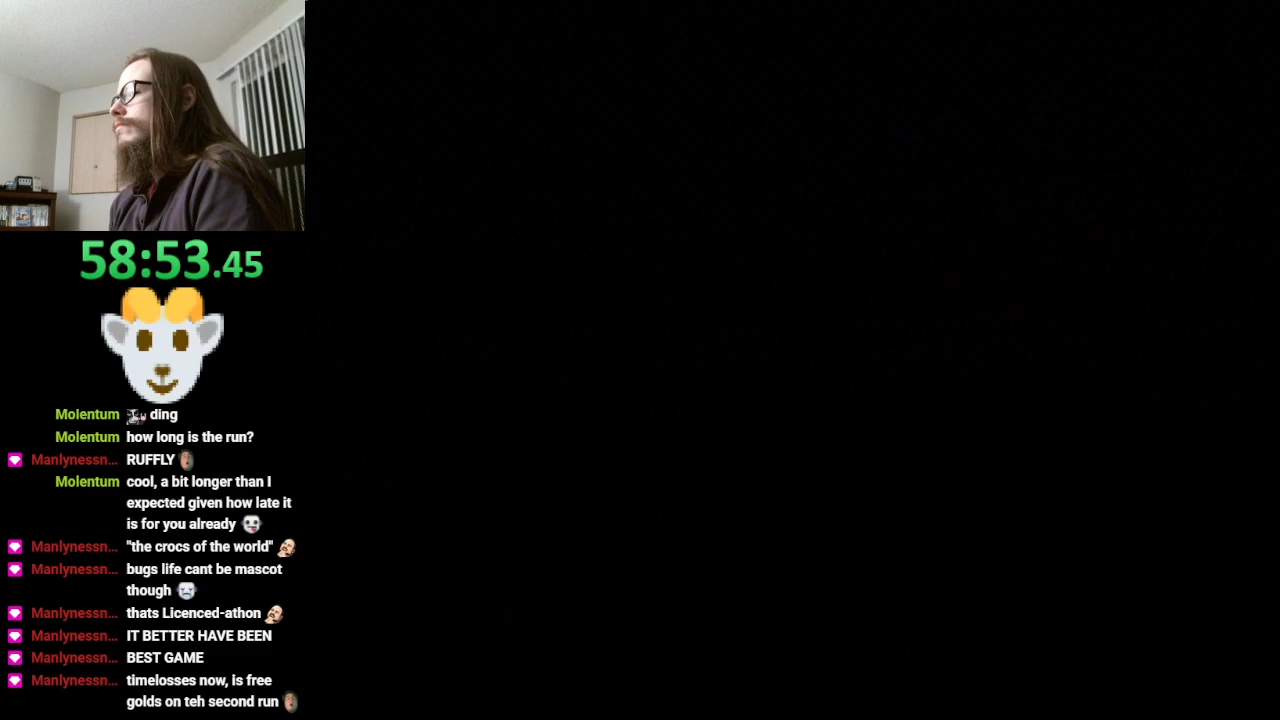 58:53.45
Molentum ding
Molentum how long is the run?
Manlynessn... RUFFLY
Molentum cool, a bit longer than I
expected given how late it
is for you already
Manlynessn... "the crocs of the world"
Manlynessn... bugs life cant be mascot
though
Manlynessn... thats Licenced-athon
Manlynessn... IT BETTER HAVE BEEN
Manlynessn... BEST GAME
Manlynessn... timelosses now, is free
golds on teh second run